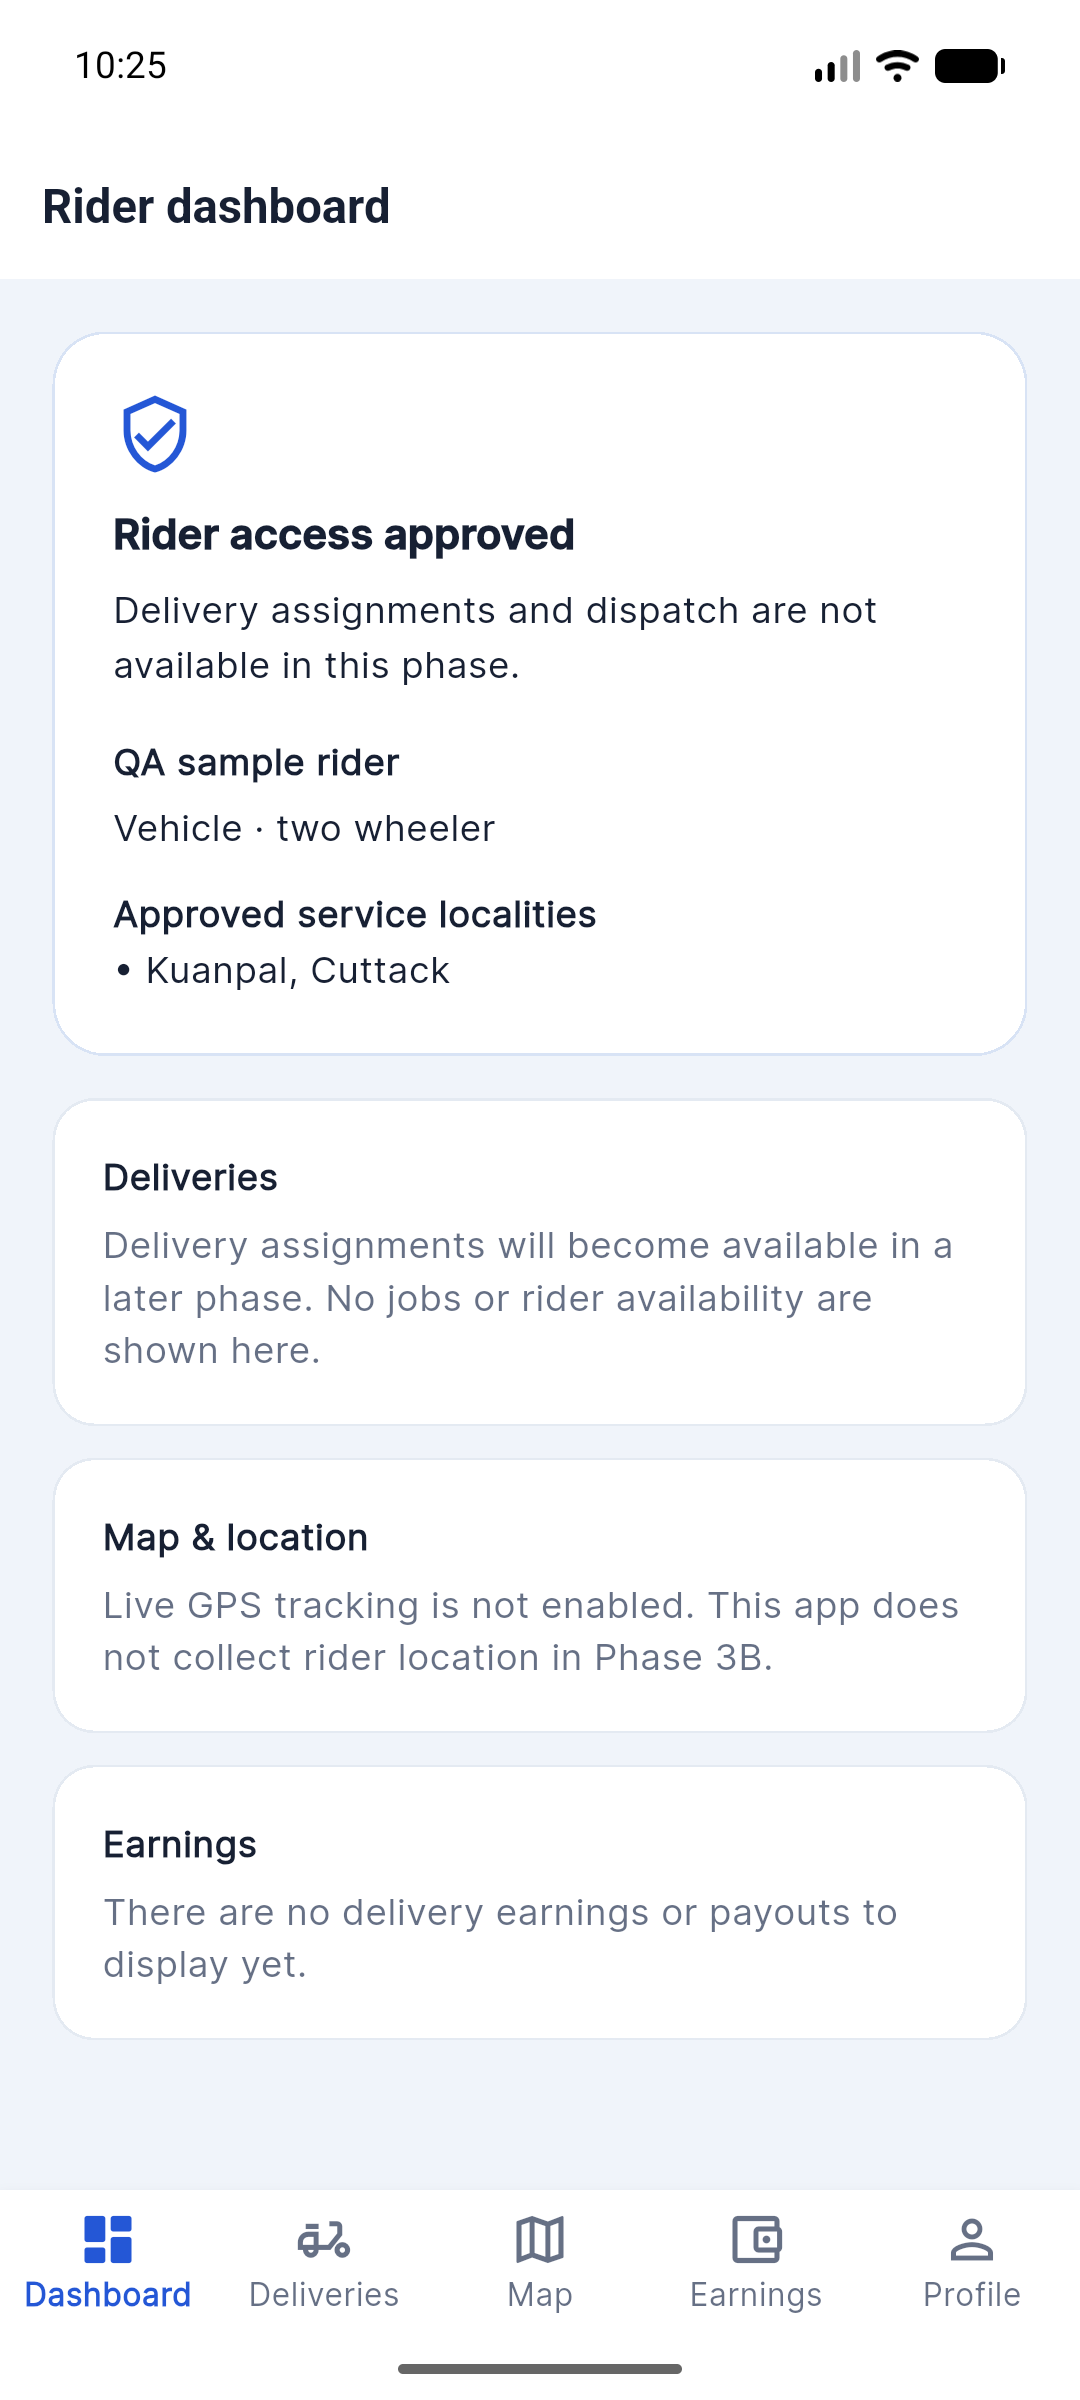 10:25
Rider dashboard
Rider access approved
Delivery assignments and dispatch are not
available in this phase.
QA sample rider
Vehicle · two wheeler
Approved service localities
• Kuanpal, Cuttack
Deliveries
Delivery assignments will become available in a
later phase. No jobs or rider availability are
shown here.
Map & location
Live GPS tracking is not enabled. This app does
not collect rider location in Phase 3B.
Earnings
There are no delivery earnings or payouts to
display yet.
Dashboard
Deliveries
Map
Earnings
Profile